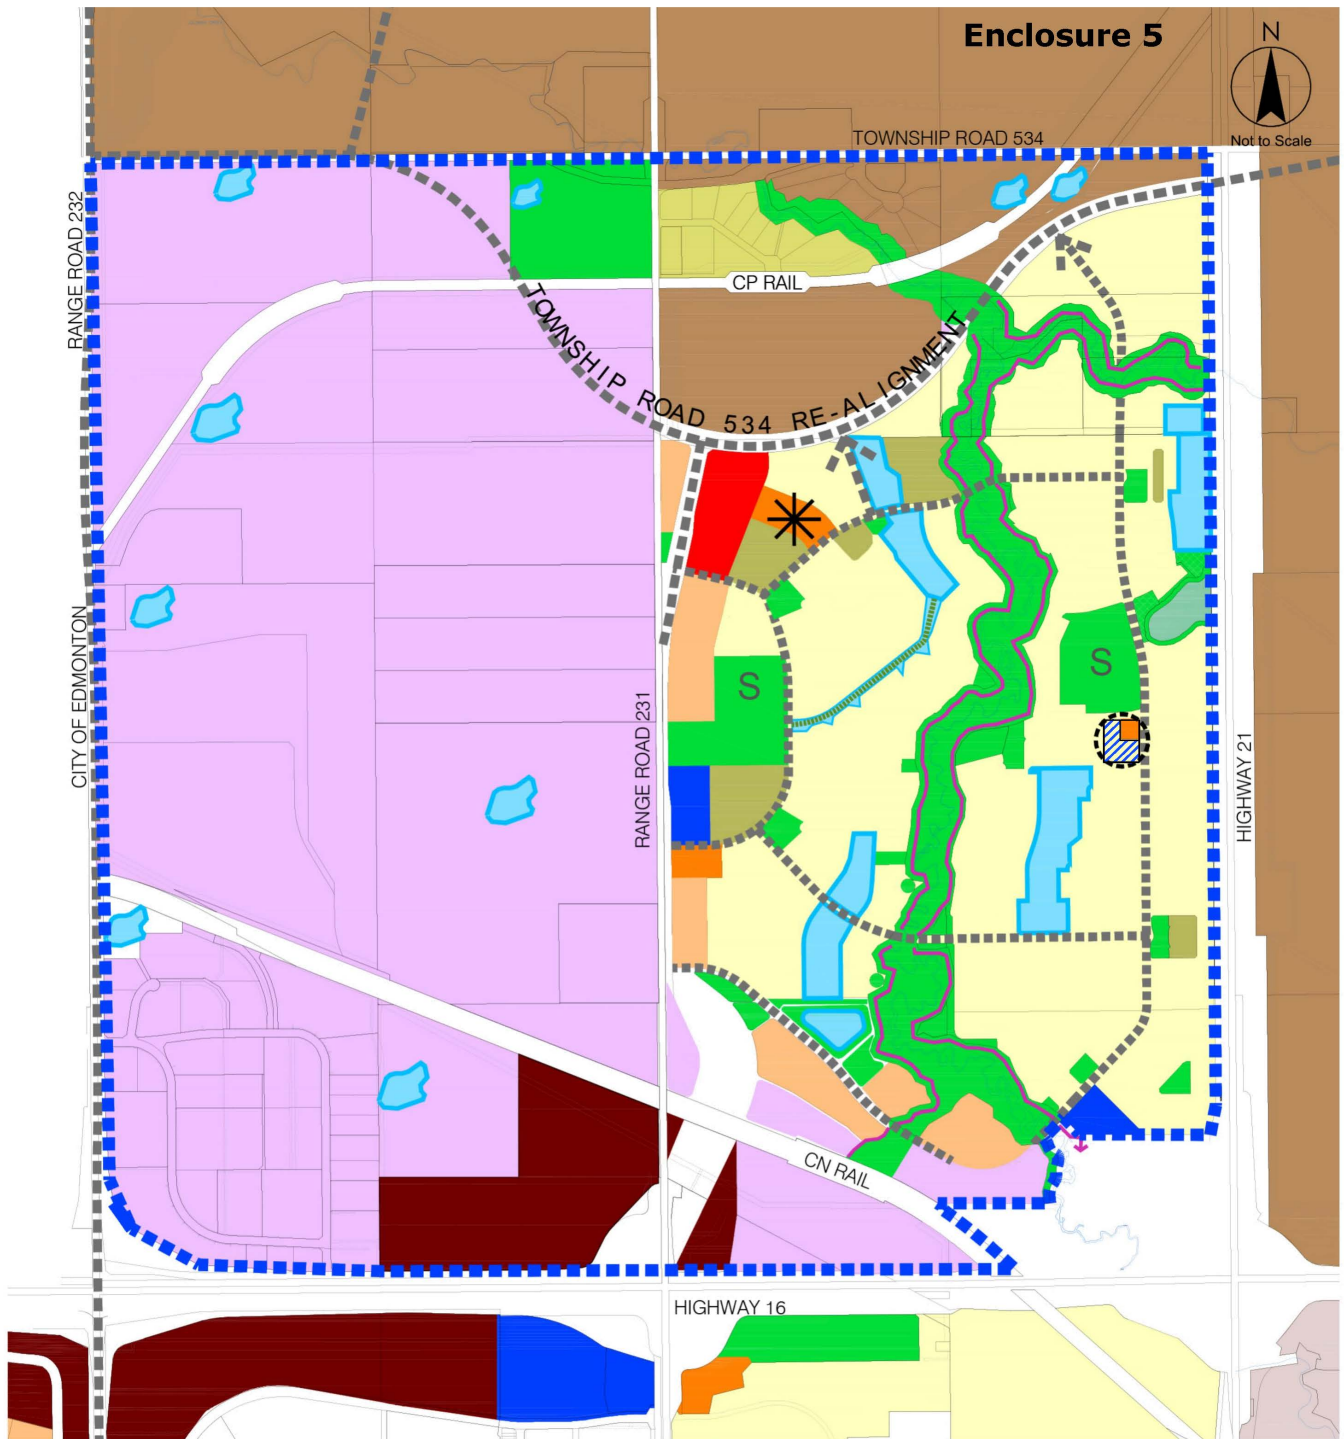 Enclosure 5
N
Not to Scale
TOWNSHIP ROAD 534
RANGE ROAD 232
CP RAIL
TOWNSHIP ROAD 534 RE-ALIGNMENT
CITY OF EDMONTON
RANGE ROAD 231
S
S
HIGHWAY 21
CN RAIL
HIGHWAY 16